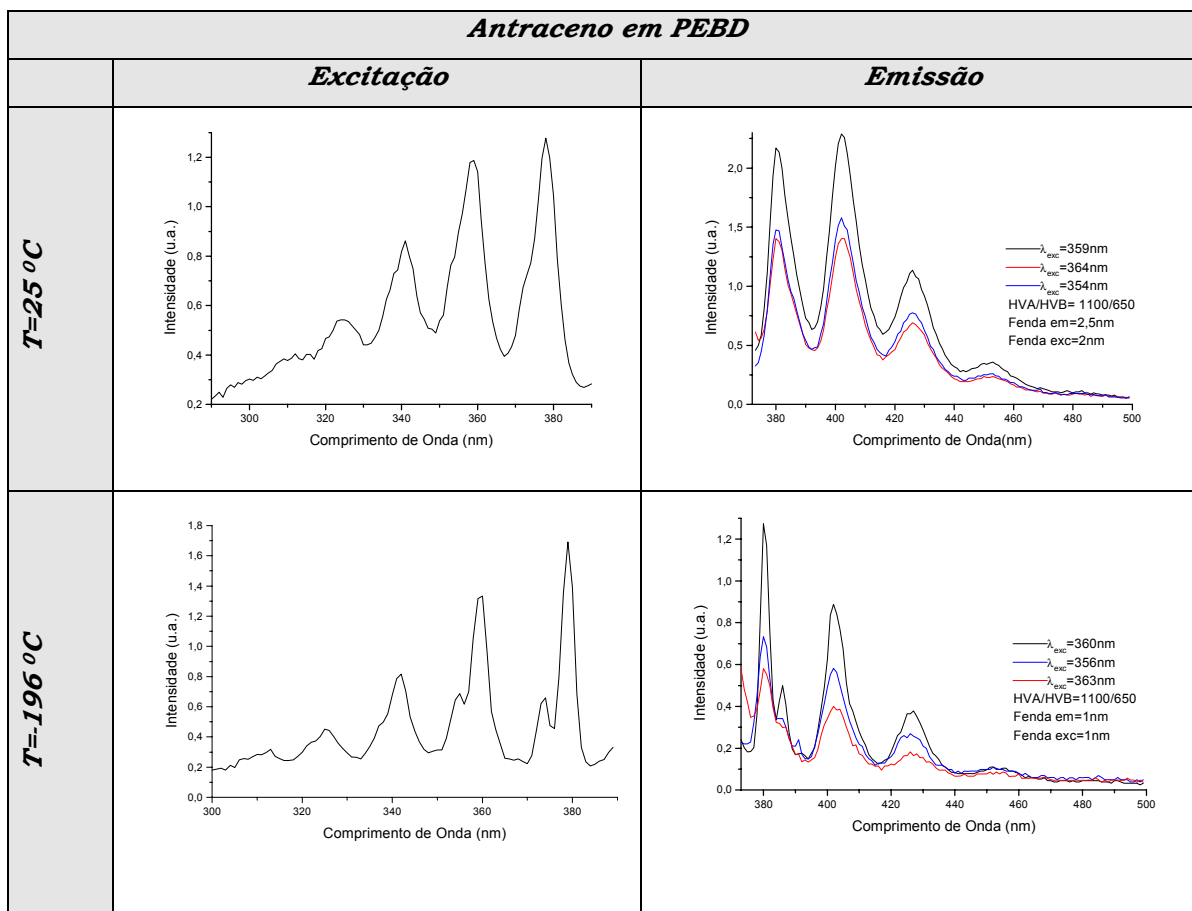 Antraceno em PEBD
Excitação
Emissão
T=25ºC
Intensidade (u.a.)
1,2
1,0
0,8
0,6
0,4
0,2
300
320
340
360
380
Comprimento de Onda (nm)
Intensidade (u.a.)
2,0
1,5
1,0
0,5
0,0
380
400
420
440
460
480
500
Comprimento de Onda(nm)
λexc=359nm
λexc=364nm
λexc=354nm
HVA/HVB= 1100/650
Fenda em=2,5nm
Fenda exc=2nm
T=-196ºC
Intensidade (u.a.)
1,8
1,6
1,4
1,2
1,0
0,8
0,6
0,4
0,2
0,0
300
320
340
360
380
Comprimento de Onda (nm)
Intensidade (u.a.)
1,2
1,0
0,8
0,6
0,4
0,2
0,0
380
400
420
440
460
480
500
Comprimento de Onda (nm)
λexc=360nm
λexc=356nm
λexc=363nm
HVA/HVB=1100/650
Fenda em=1nm
Fenda exc=1nm